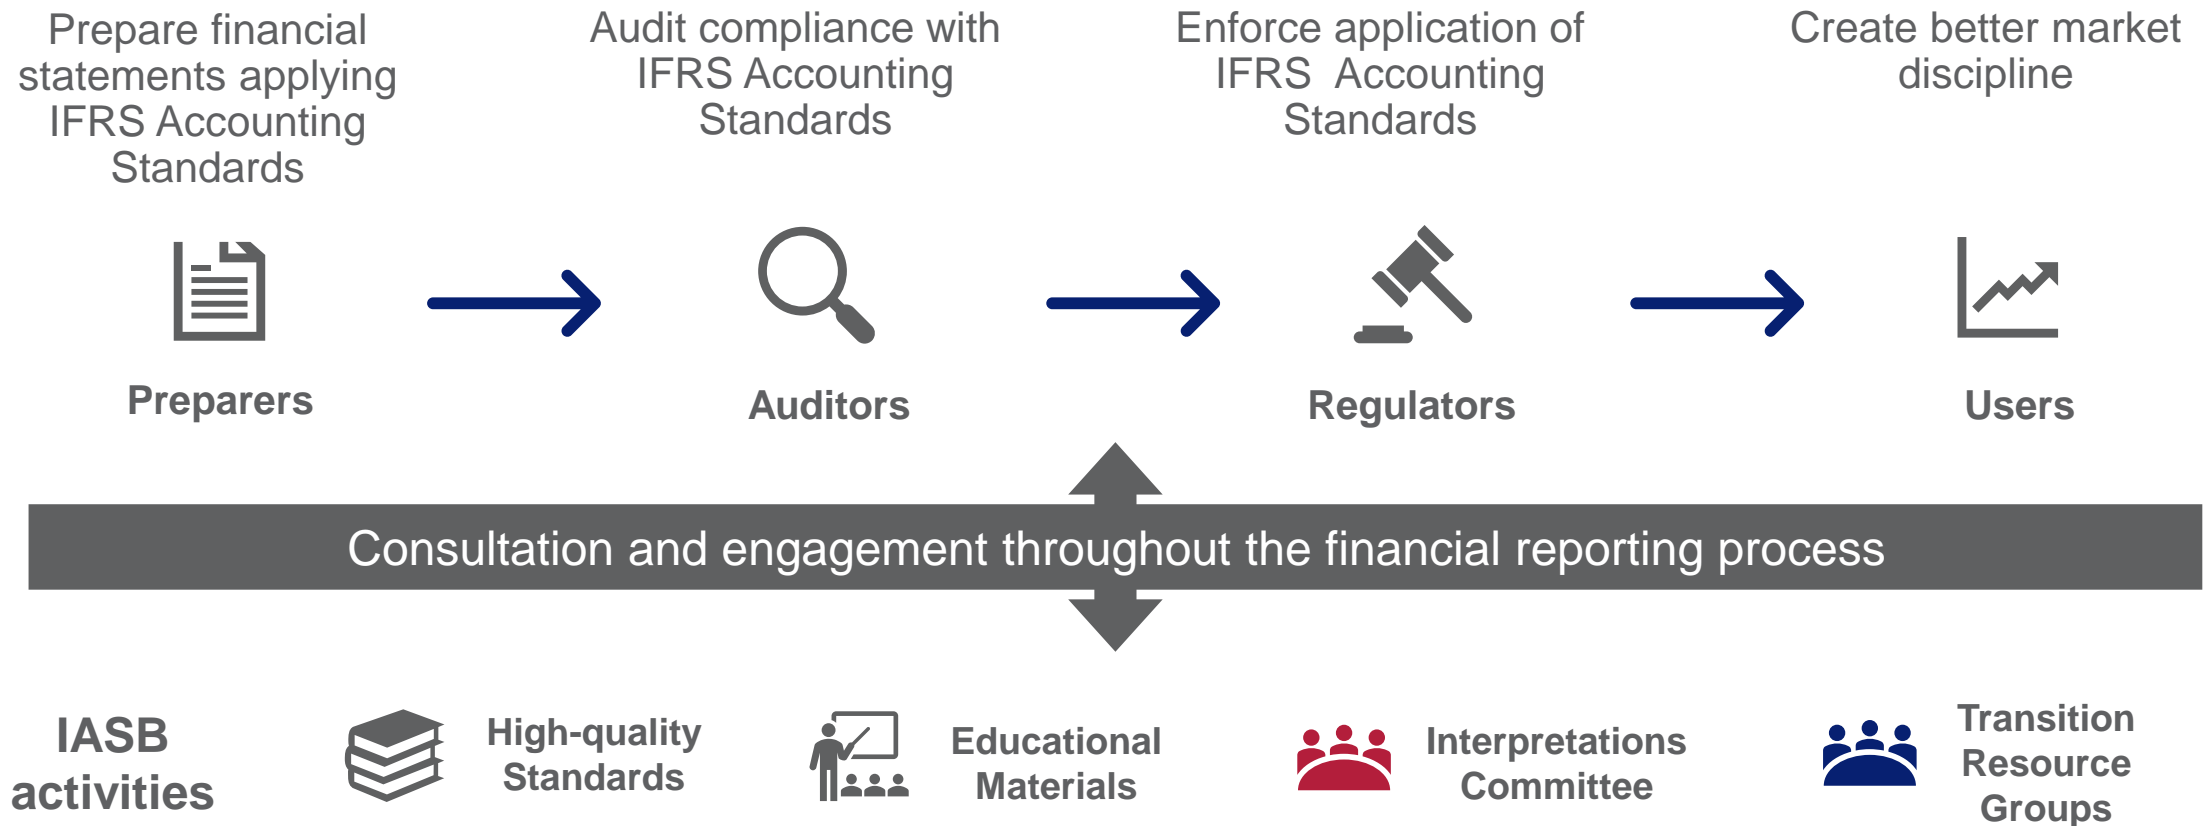 Prepare financial
statements applying
IFRS Accounting
Standards
Audit compliance with
IFRS Accounting
Standards
Enforce application of
IFRS Accounting
Standards
Create better market
discipline
Preparers
Auditors
Regulators
Users
Consultation and engagement throughout the financial reporting process
IASB
activities
High-quality
Standards
Educational
Materials
Interpretations
Committee
Transition
Resource
Groups